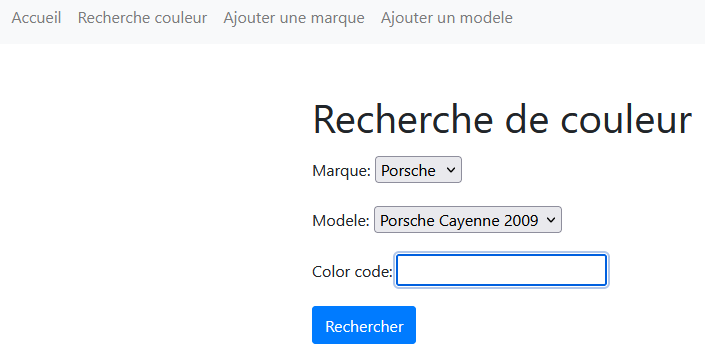 Accueil Recherche couleur Ajouter une marque Ajouter un modele
Recherche de couleur
Marque: Porsche
Modele: Porsche Cayenne 2009
Color code:
Rechercher